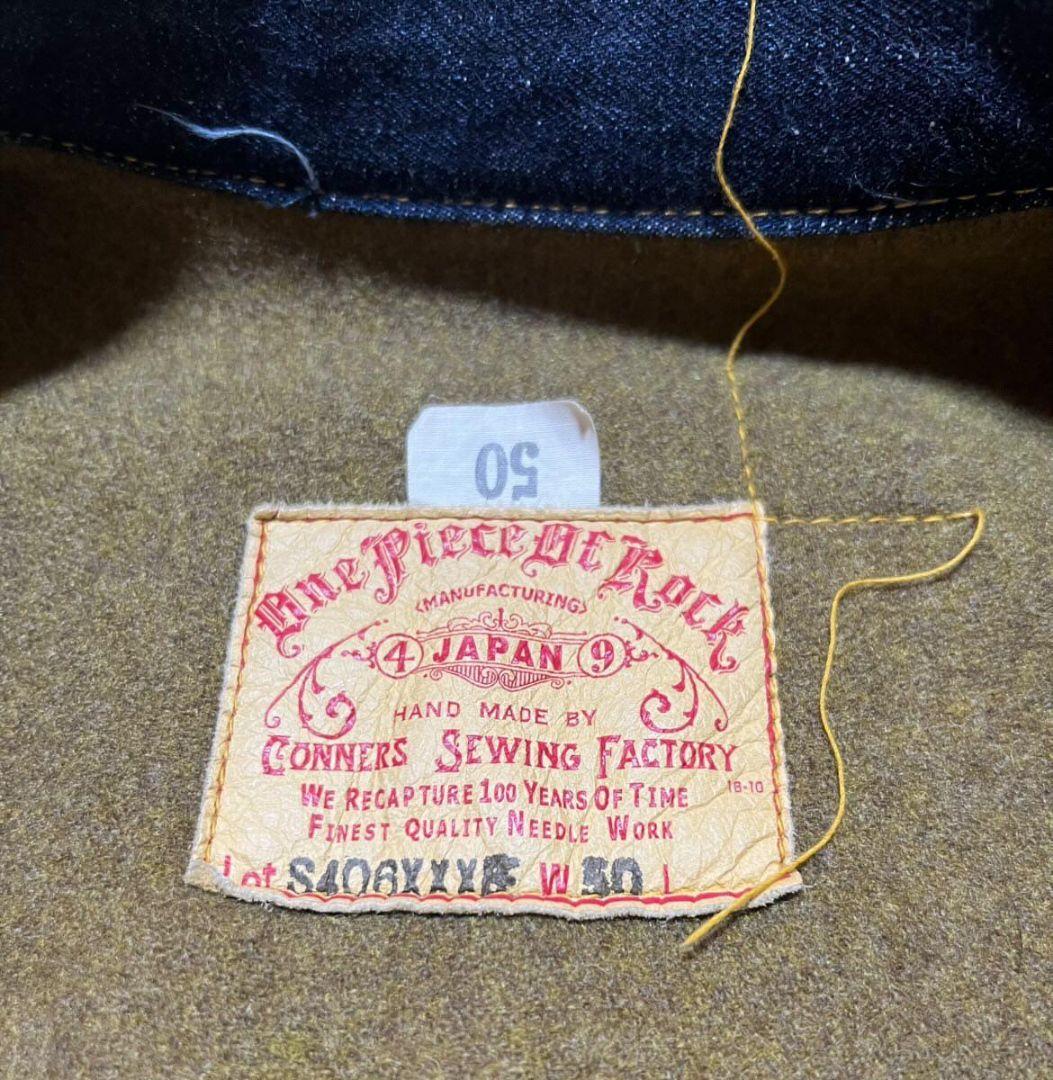 50
One Piece Of Rock
<MANUFACTURING>
4 JAPAN 9
HAND MADE BY
CONNERS SEWING FACTORY
18-10
WE RECAPTURE 100 YEARS OF TIME
FINEST QUALITY NEEDLE WORK
Lot S406XXX W 50 L